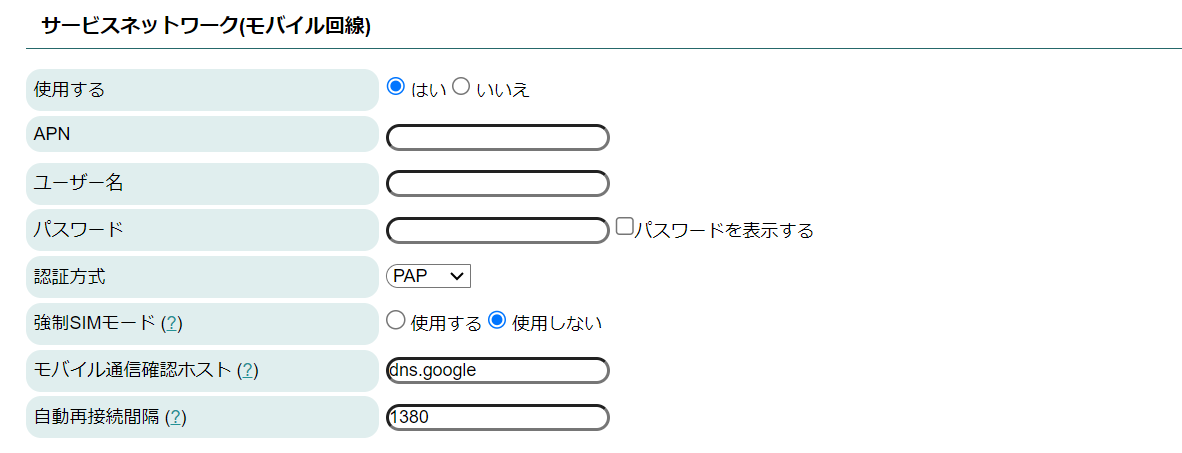 サービスネットワーク(モバイル回線)
使用する はい いいえ
APN
ユーザー名
パスワード パスワードを表示する
認証方式 PAP
強制SIMモード (?) 使用する 使用しない
モバイル通信確認ホスト (?) dns.google
自動再接続間隔 (?) 1380